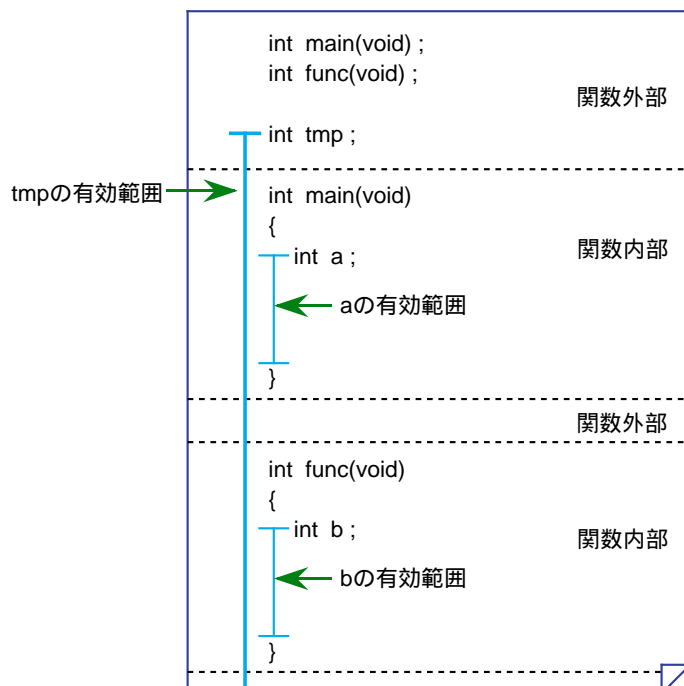 int main(void) ;
int func(void) ;
関数外部
int tmp ;
tmpの有効範囲
int main(void)
{
int a ;
関数内部
aの有効範囲
}
関数外部
int func(void)
{
int b ;
関数内部
bの有効範囲
}